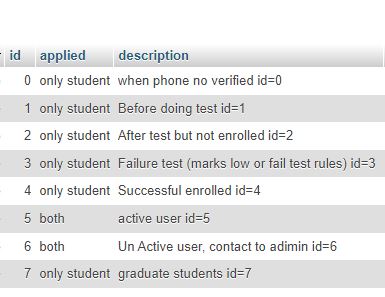 id applied description
0 only student when phone no verified id=0
1 only student Before doing test id=1
2 only student After test but not enrolled id=2
3 only student Failure test (marks low or fail test rules) id=3
4 only student Successful enrolled id=4
5 both active user id=5
6 both Un Active user, contact to adimin id=6
7 only student graduate students id=7